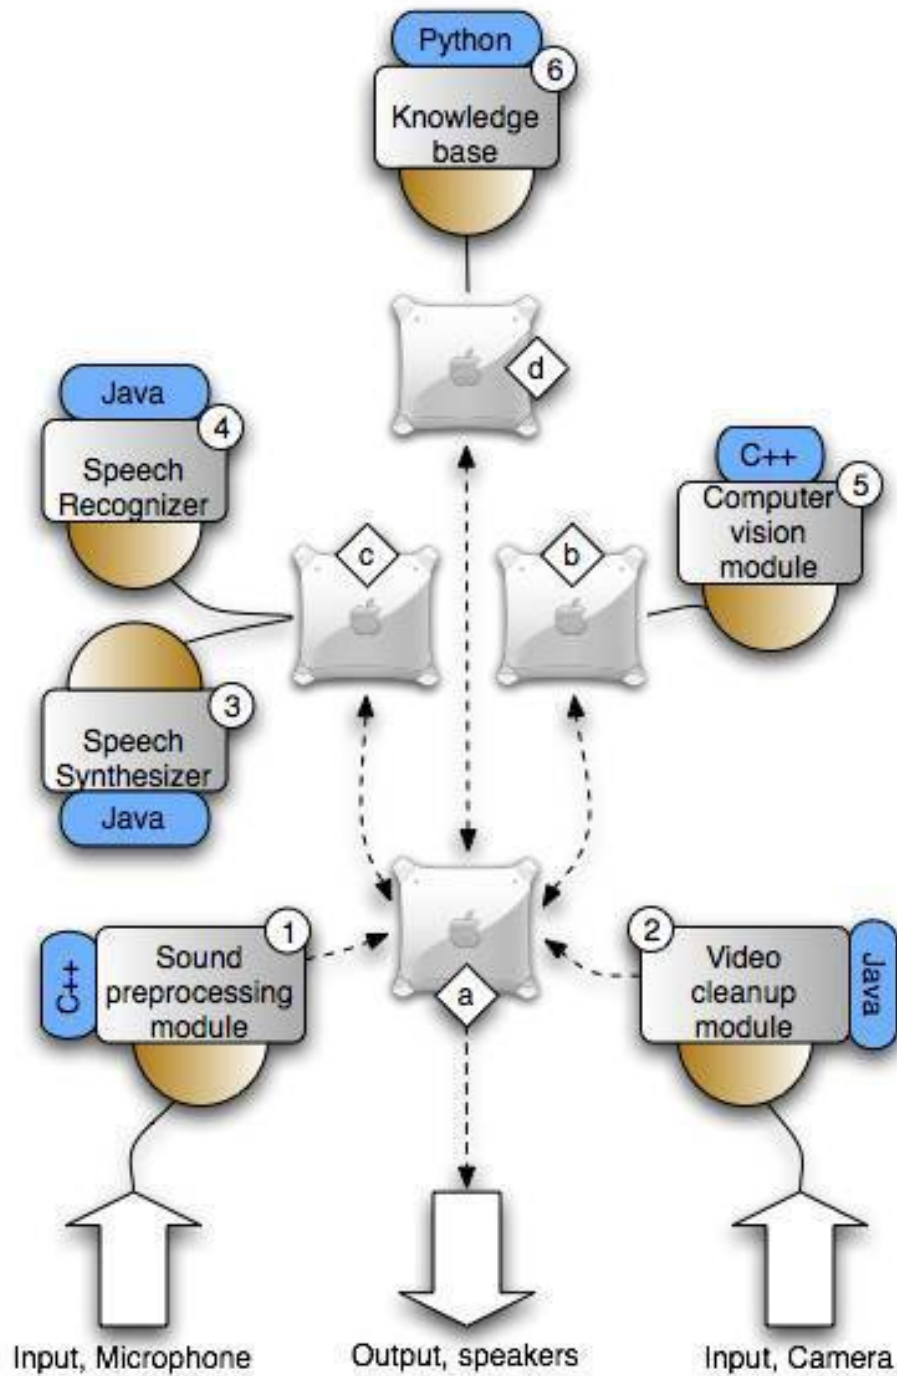 Python
6
Knowledge
base
d
Java
4
Speech
Recognizer
C++
5
Computer
vision
module
c
b
3
Speech
Synthesizer
Java
C++
1
Sound
preprocessing
module
a
2
Video
cleanup
module
Java
Input, Microphone
Output, speakers
Input, Camera